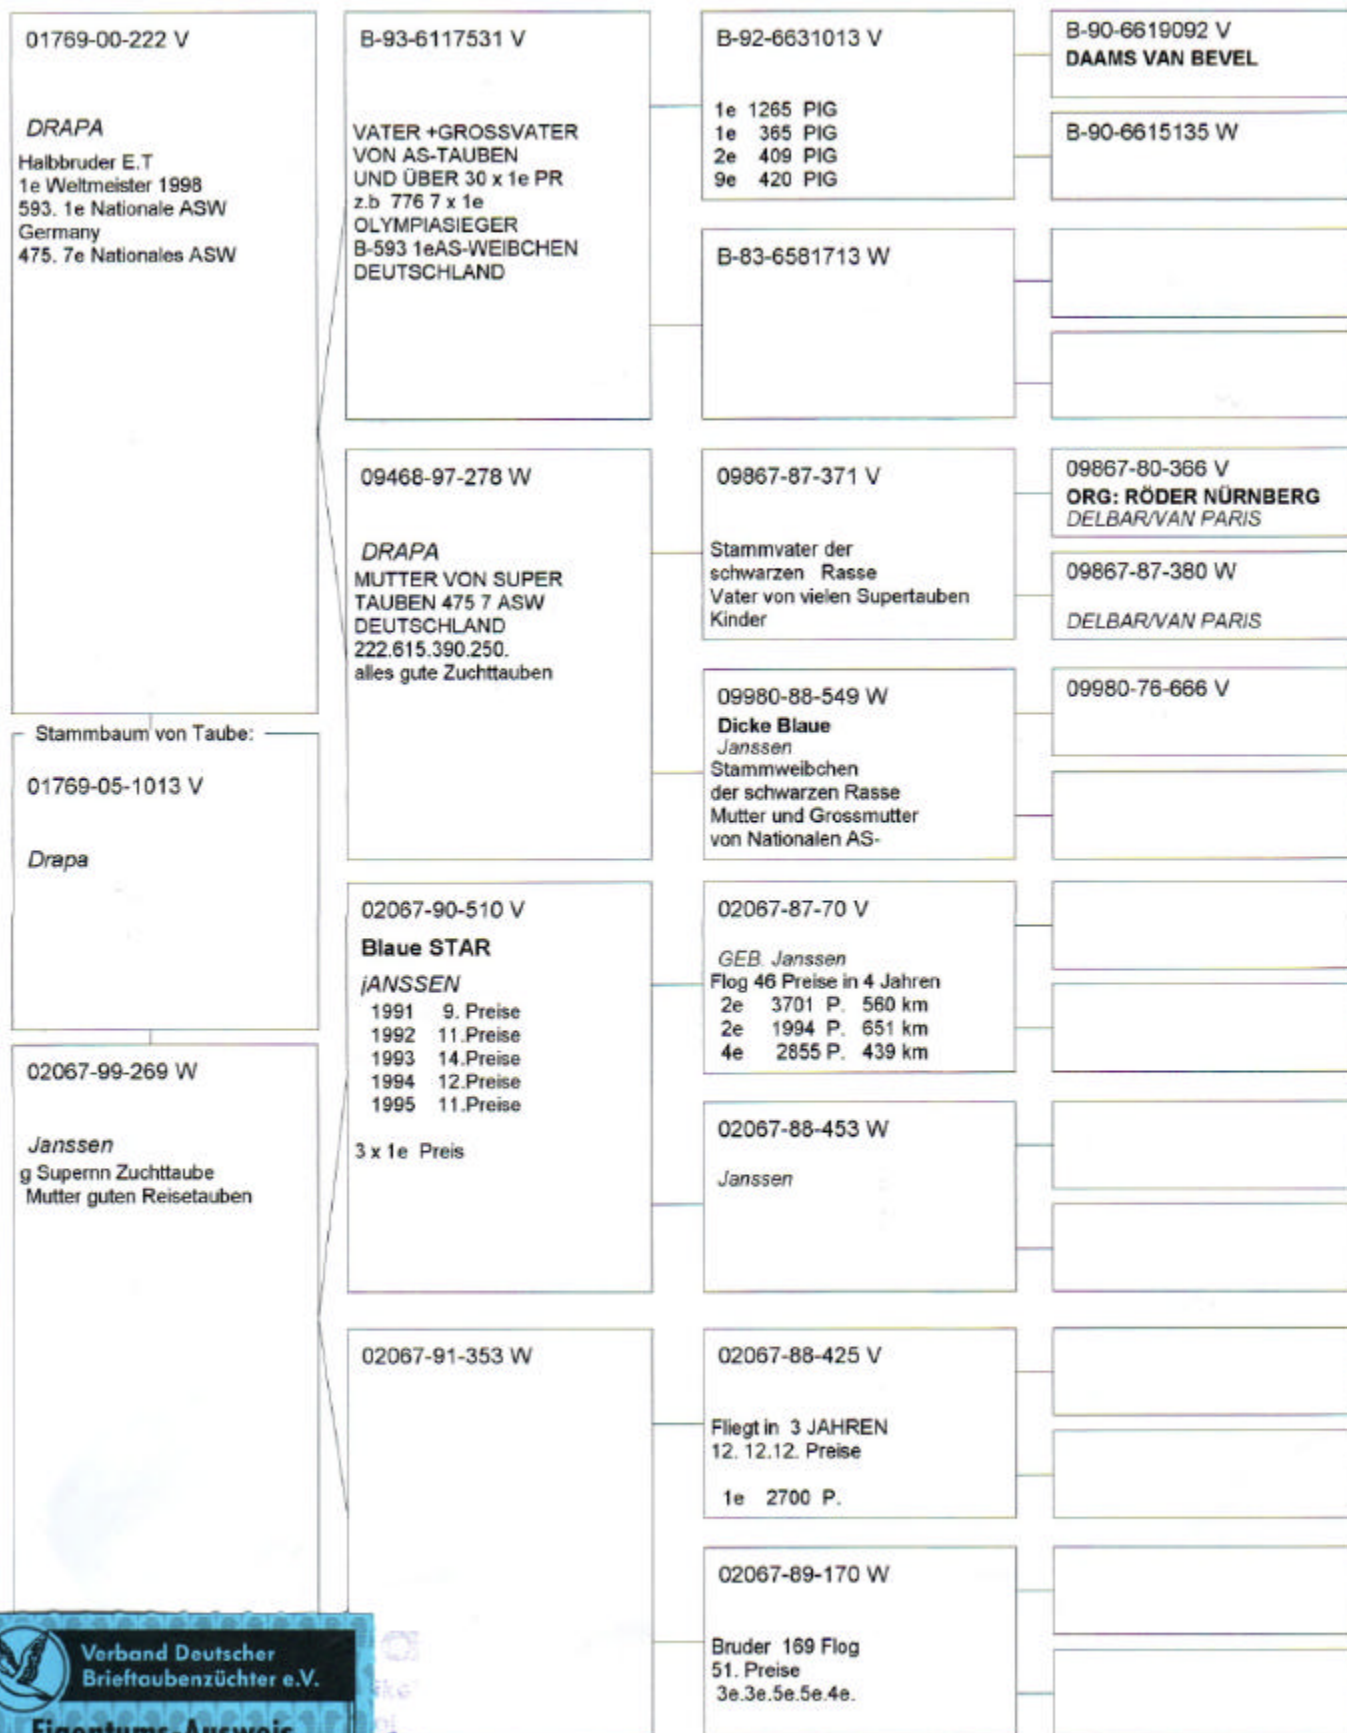 01769-00-222 V
DRAPA
Halbbruder E.T
1e Weltmeister 1998
593. 1e Nationale ASW
Germany
475. 7e Nationales ASW
Stammbaum von Taube:
01769-05-1013 V
Drapa
02067-99-269 W
Janssen
g Supernn Zuchttaube
Mutter guten Reisetauben
B-93-6117531 V
VATER +GROSSVATER
VON AS-TAUBEN
UND ÜBER 30 x 1e PR
z.b 776 7 x 1e
OLYMPIASIEGER
B-593 1eAS-WEIBCHEN
DEUTSCHLAND
09468-97-278 W
DRAPA
MUTTER VON SUPER
TAUBEN 475 7 ASW
DEUTSCHLAND
222.615.390.250.
alles gute Zuchttauben
02067-90-510 V
Blaue STAR
jANSSEN
1991 9. Preise
1992 11.Preise
1993 14.Preise
1994 12.Preise
1995 11.Preise
3 x 1e Preis
02067-91-353 W
B-92-6631013 V
1e 1265 PIG
1e 365 PIG
2e 409 PIG
9e 420 PIG
B-83-6581713 W
09867-87-371 V
Stammvater der
schwarzen Rasse
Vater von vielen Supertauben
Kinder
09980-88-549 W
Dicke Blaue
Janssen
Stammweibchen
der schwarzen Rasse
Mutter und Grossmutter
von Nationalen AS-
02067-87-70 V
GEB. Janssen
Flog 46 Preise in 4 Jahren
2e 3701 P. 560 km
2e 1994 P. 651 km
4e 2855 P. 439 km
02067-88-453 W
Janssen
02067-88-425 V
Fliegt in 3 JAHREN
12. 12.12. Preise
1e 2700 P.
02067-89-170 W
Bruder 169 Flog
51. Preise
3e.3e.5e.5e.4e.
B-90-6619092 V
DAAMS VAN BEVEL
B-90-6615135 W
09867-80-366 V
ORG: RÖDER NÜRNBERG
DELBAR/VAN PARIS
09867-87-380 W
DELBAR/VAN PARIS
09980-76-666 V
Verband Deutscher
Brieftaubenzüchter e.V.
Eigentums-Ausweis